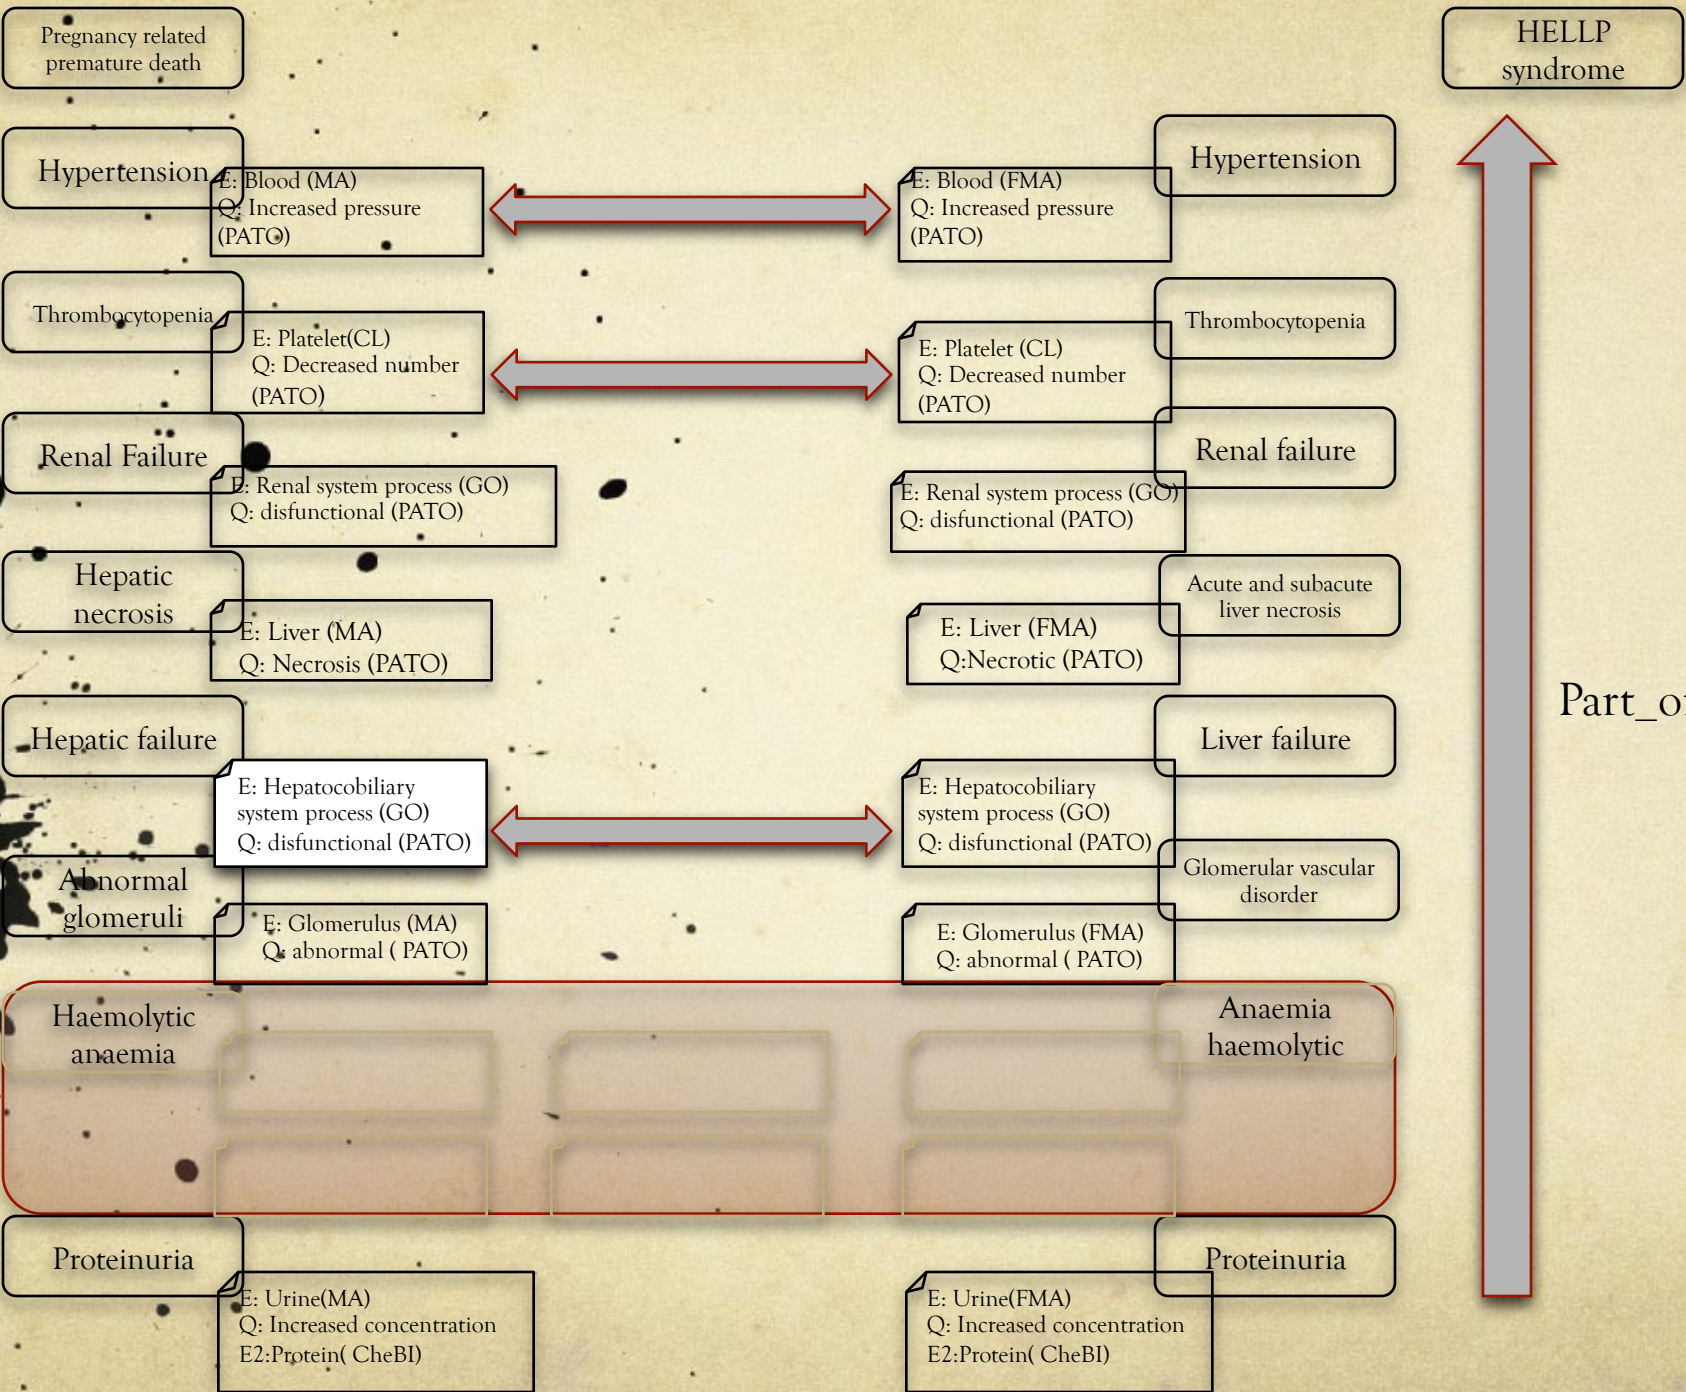 Pregnancy related
premature death
HELLP
syndrome
Hypertension
E: Blood (MA)
Q: Increased pressure
(PATO)
E: Blood (FMA)
Q: Increased pressure
(PATO)
Hypertension
Thrombocytopenia
E: Platelet(CL)
Q: Decreased number
(PATO)
E: Platelet (CL)
Q: Decreased number
(PATO)
Thrombocytopenia
Renal Failure
E: Renal system process (GO)
Q: disfunctional (PATO)
E: Renal system process (GO)
Q: disfunctional (PATO)
Renal failure
Hepatic
necrosis
E: Liver (MA)
Q: Necrosis (PATO)
E: Liver (FMA)
Q:Necrotic (PATO)
Acute and subacute
liver necrosis
Part_of
Hepatic failure
E: Hepatocobiliary
system process (GO)
Q: disfunctional (PATO)
E: Hepatocobiliary
system process (GO)
Q: disfunctional (PATO)
Liver failure
Abnormal
glomeruli
E: Glomerulus (MA)
Q: abnormal ( PATO)
E: Glomerulus (FMA)
Q: abnormal ( PATO)
Glomerular vascular
disorder
Haemolytic
anaemia
Anaemia
haemolytic
Proteinuria
E: Urine(MA)
Q: Increased concentration
E2:Protein( CheBI)
E: Urine(FMA)
Q: Increased concentration
E2:Protein( CheBI)
Proteinuria